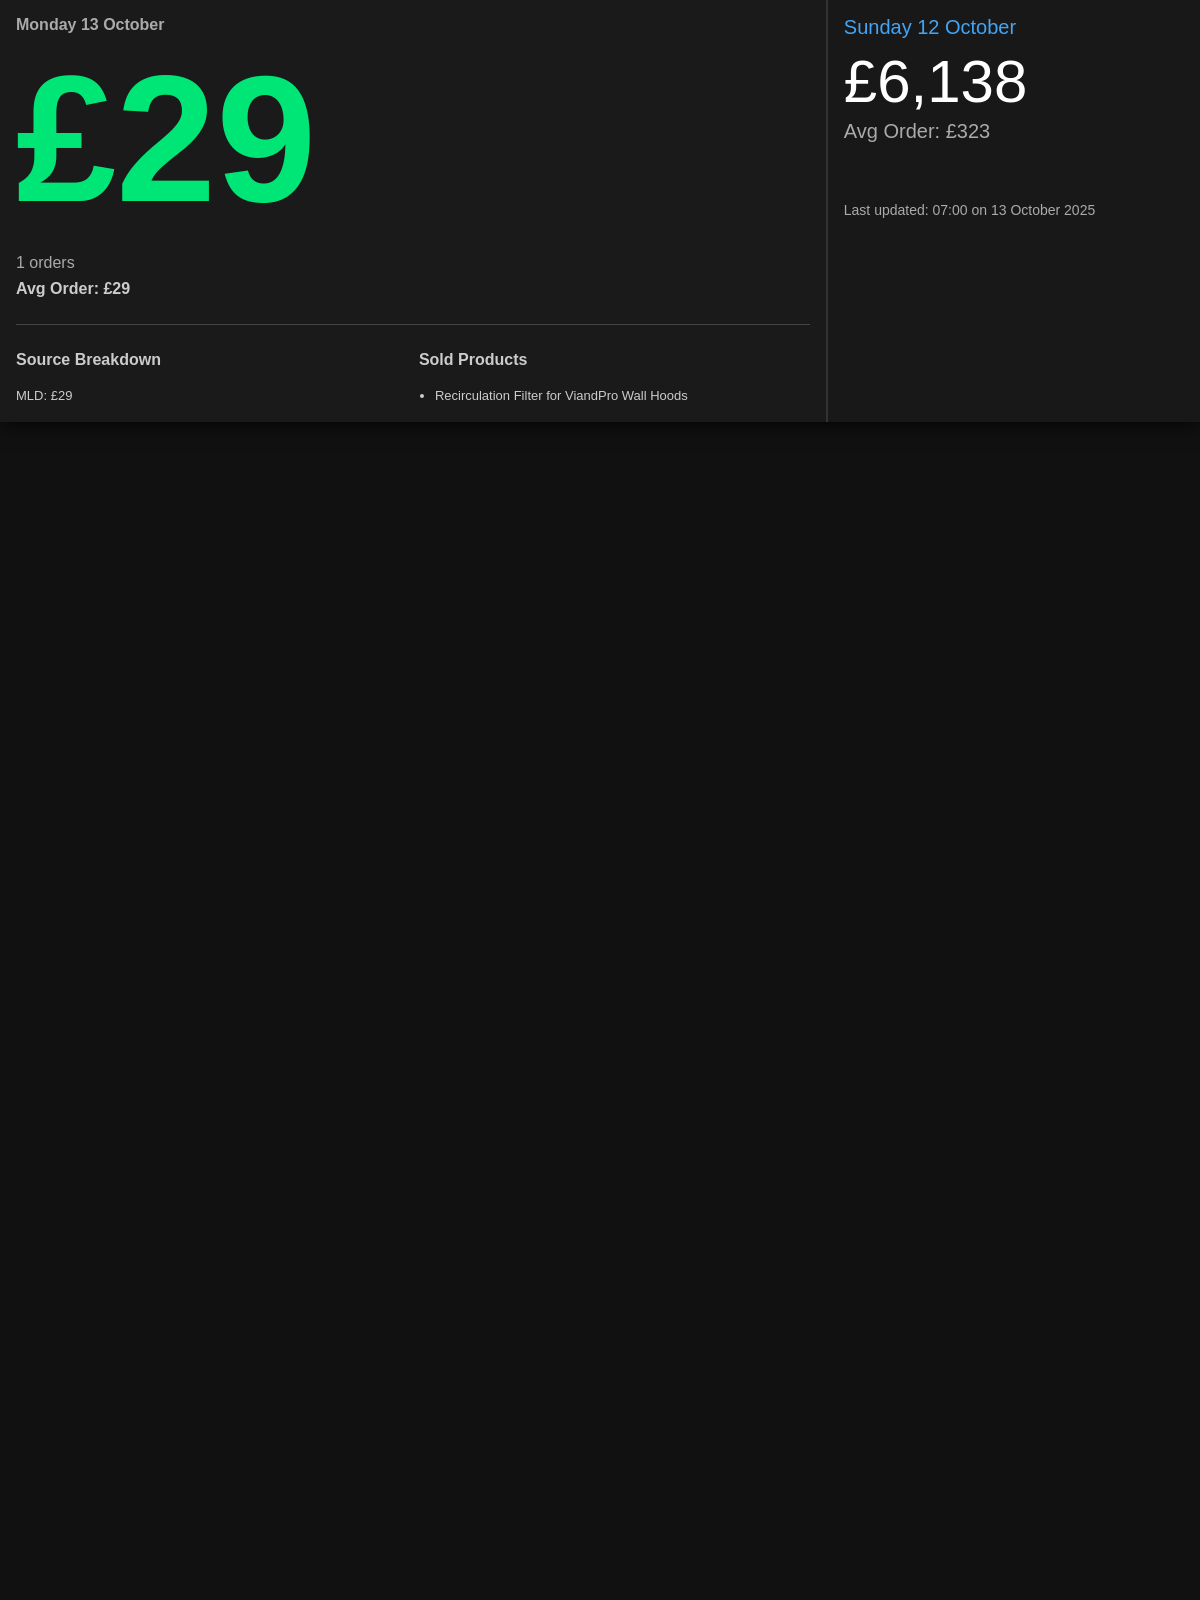 Monday 13 October
£29
1 orders
Avg Order: £29
Source Breakdown
MLD: £29
Sold Products
• Recirculation Filter for ViandPro Wall Hoods
Sunday 12 October
£6,138
Avg Order: £323
Last updated: 07:00 on 13 October 2025